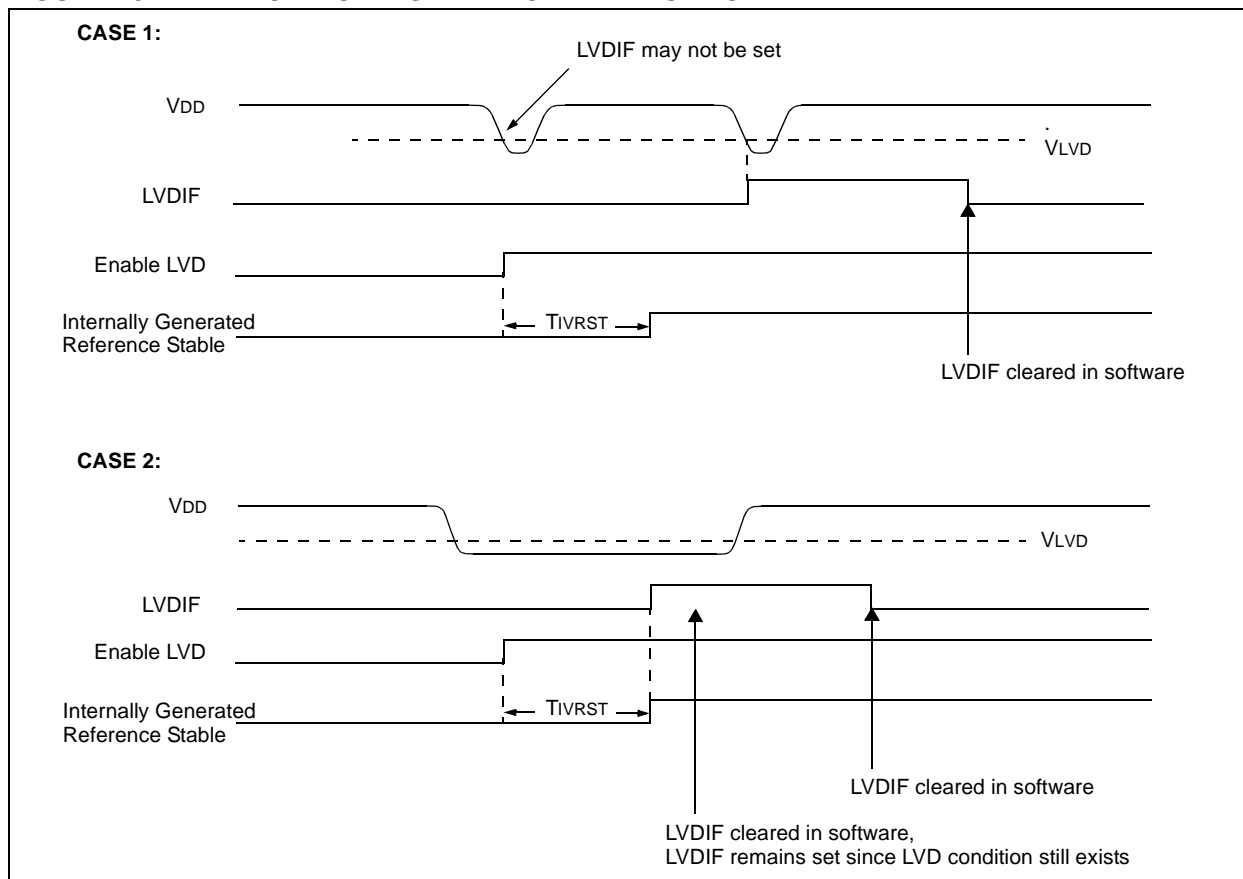 CASE 1:
LVDIF may not be set
VDD
.
VLVD
LVDIF
Enable LVD
TIVRST
Internally Generated
Reference Stable
LVDIF cleared in software
CASE 2:
VDD
VLVD
LVDIF
Enable LVD
TIVRST
Internally Generated
Reference Stable
LVDIF cleared in software
LVDIF cleared in software,
LVDIF remains set since LVD condition still exists